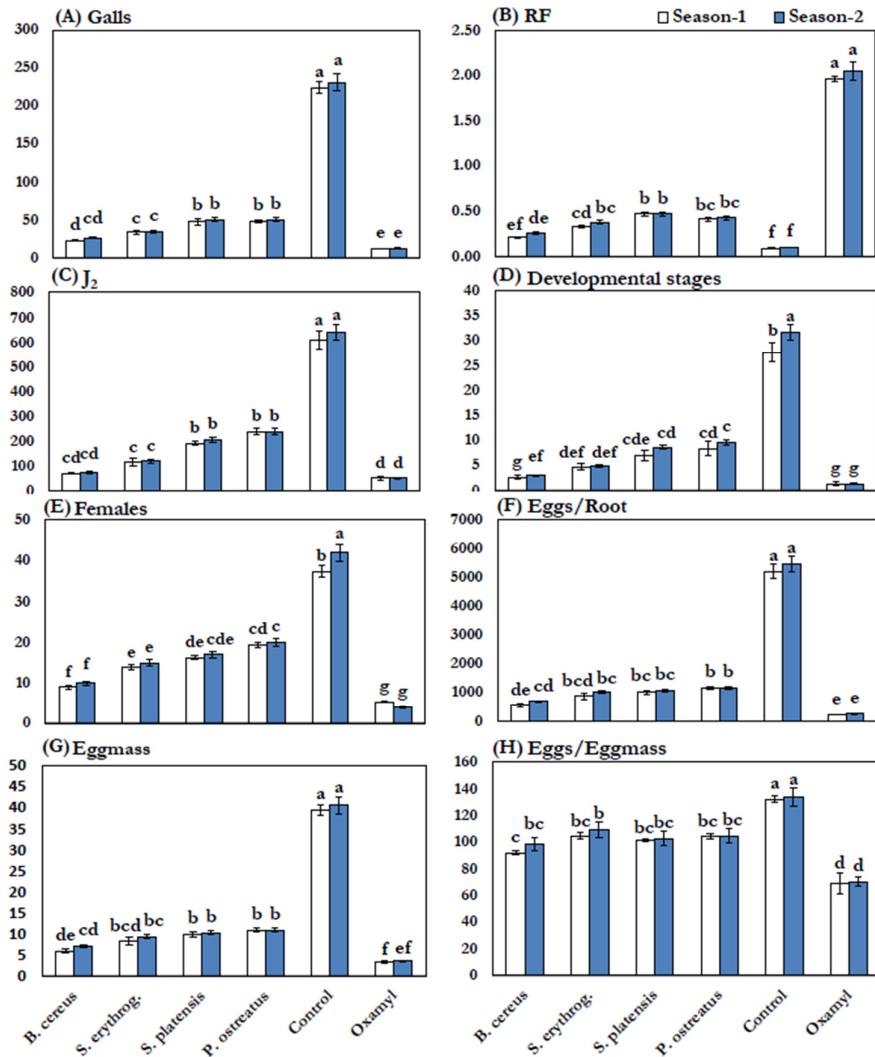 (A) Galls
300
250
200
150
100
50
0
d cd c c b b b b a a e e
(B) RF
Season-1 Season-2
2.50
2.00
1.50
1.00
0.50
0.00
ef de cd bc b b bc bc f f a a
(C) J2
800
700
600
500
400
300
200
100
0
cd cd c c b b b b a a d d
(D) Developmental stages
40
35
30
25
20
15
10
5
0
g ef def def cde cd cd c b a g g
(E) Females
50
40
30
20
10
0
f f e e de cde cd c b a g g
(F) Eggs/Root
7000
6000
5000
4000
3000
2000
1000
0
de cd bcd bc bc bc b b a a e e
(G) Eggmass
50
45
40
35
30
25
20
15
10
5
0
de cd bcd bc b b b b a a f ef
B. cereus
S. erythrog.
S. platensis
P. ostreatus
Control
Oxamyl
(H) Eggs/Eggmass
160
140
120
100
80
60
40
20
0
c bc bc b bc bc bc bc a a d d
B. cereus
S. erythrog.
S. platensis
P. ostreatus
Control
Oxamyl